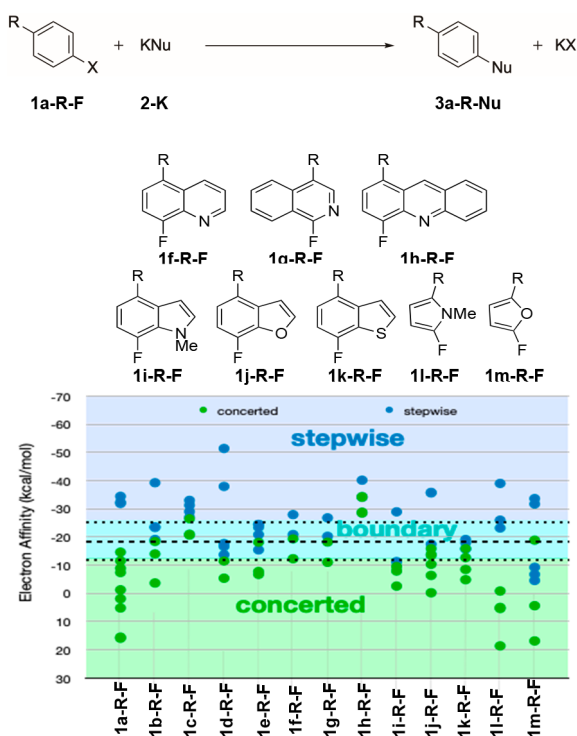 R
X
+ KNu
R
Nu
+ KX
1a-R-F
2-K
3a-R-Nu
R
N
F
1f-R-F
R
N
F
1g-R-F
R
N
F
1h-R-F
R
N
Me
F
1i-R-F
R
O
F
1j-R-F
R
S
F
1k-R-F
R
NMe
F
1l-R-F
R
O
F
1m-R-F
Electron Affinity (kcal/mol)
-70
-60
-50
-40
-30
-20
-10
0
10
20
30
concerted
stepwise
stepwise
boundary
concerted
1a-R-F
1b-R-F
1c-R-F
1d-R-F
1e-R-F
1f-R-F
1g-R-F
1h-R-F
1i-R-F
1j-R-F
1k-R-F
1l-R-F
1m-R-F